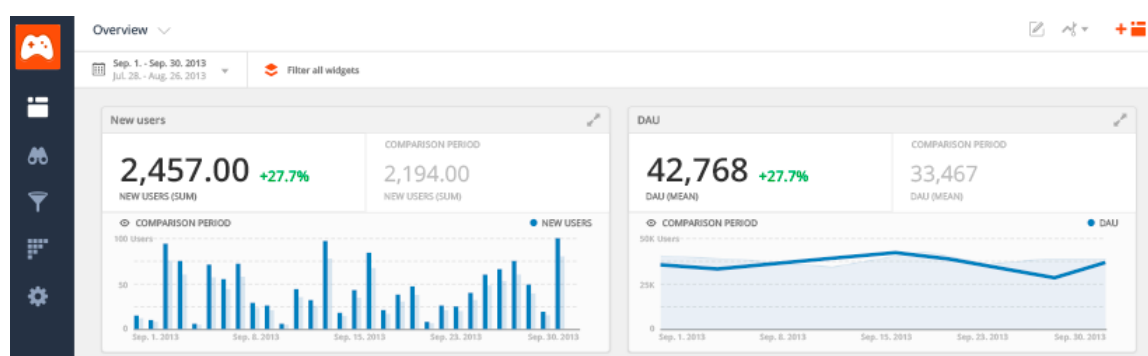 Overview
Sep. 1. - Sep. 30. 2013
Jul. 28. - Aug. 26. 2013
Filter all widgets
New users
2,457.00 +27.7%
NEW USERS (SUM)
COMPARISON PERIOD
2,194.00
NEW USERS (SUM)
COMPARISON PERIOD
NEW USERS
100 Users
50
0
Sep. 1. 2013 Sep. 8. 2013 Sep. 15. 2013 Sep. 23. 2013 Sep. 30. 2013
DAU
42,768 +27.7%
DAU (MEAN)
COMPARISON PERIOD
33,467
DAU (MEAN)
COMPARISON PERIOD
DAU
50K Users
25K
0
Sep. 1. 2013 Sep. 8. 2013 Sep. 15. 2013 Sep. 23. 2013 Sep. 30. 2013